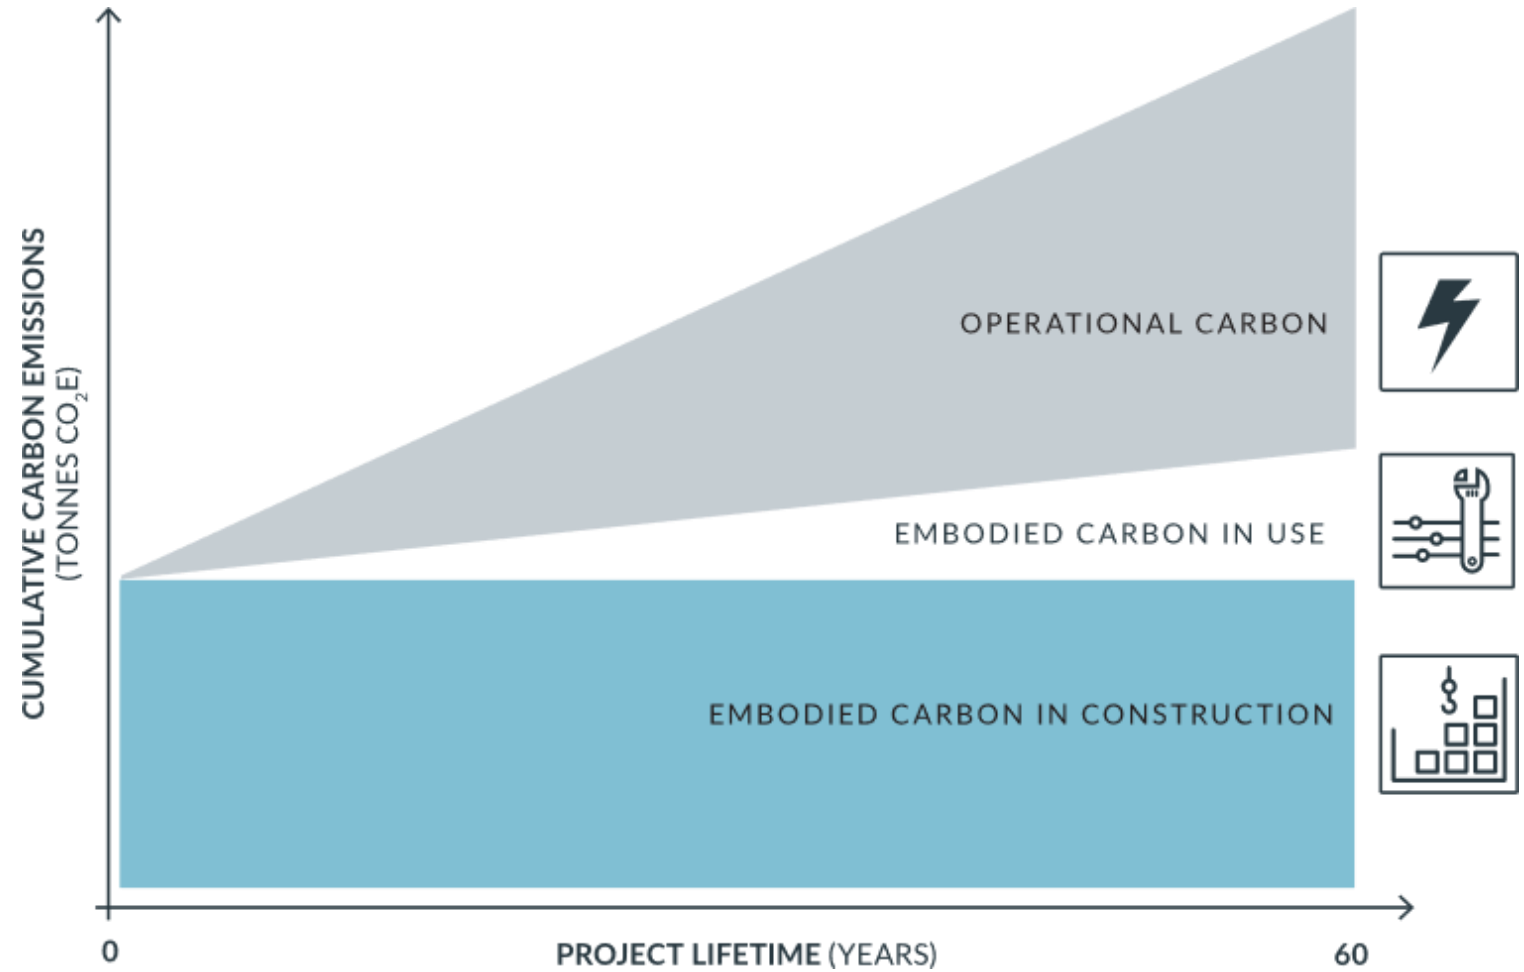 CUMULATIVE CARBON EMISSIONS
(TONNES CO₂E)
OPERATIONAL CARBON
EMBODIED CARBON IN USE
EMBODIED CARBON IN CONSTRUCTION
0
PROJECT LIFETIME (YEARS)
60